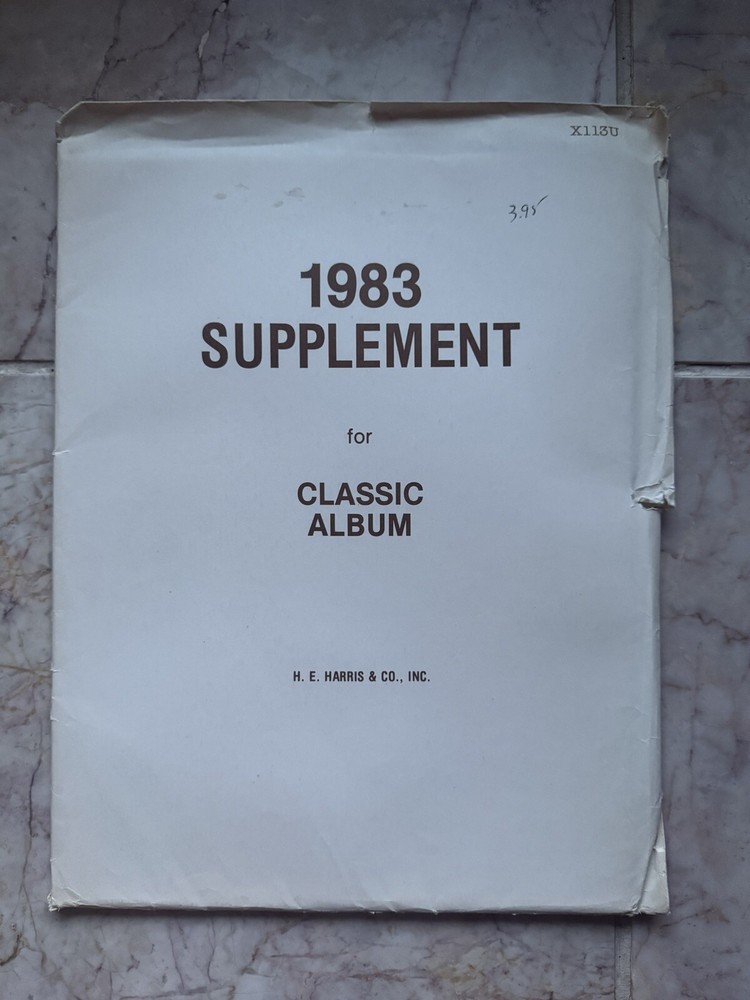 X113U
3.95
1983
SUPPLEMENT
for
CLASSIC
ALBUM
H. E. HARRIS & CO., INC.